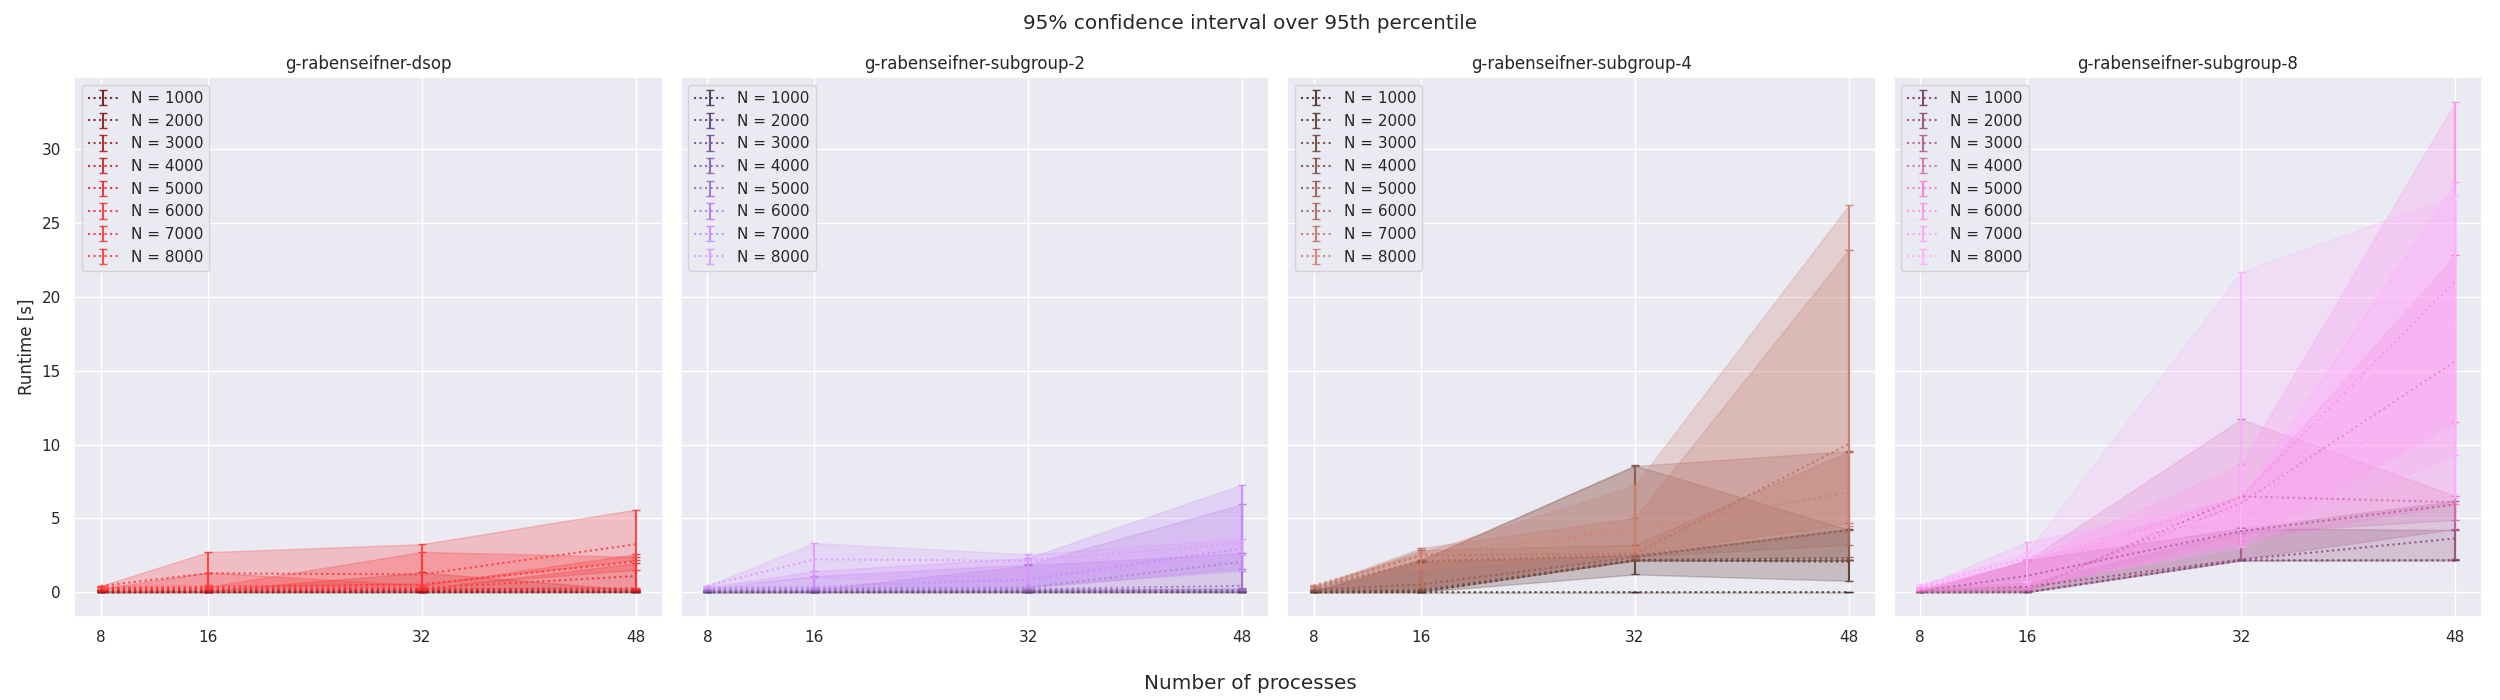 95% confidence interval over 95th percentile
g-rabenseifner-dsop
g-rabenseifner-subgroup-2
g-rabenseifner-subgroup-4
g-rabenseifner-subgroup-8
N = 1000
N = 2000
N = 3000
N = 4000
N = 5000
N = 6000
N = 7000
N = 8000
N = 1000
N = 2000
N = 3000
N = 4000
N = 5000
N = 6000
N = 7000
N = 8000
N = 1000
N = 2000
N = 3000
N = 4000
N = 5000
N = 6000
N = 7000
N = 8000
N = 1000
N = 2000
N = 3000
N = 4000
N = 5000
N = 6000
N = 7000
N = 8000
Runtime [s]
30
25
20
15
10
5
0
8 16 32 48
8 16 32 48
8 16 32 48
8 16 32 48
Number of processes